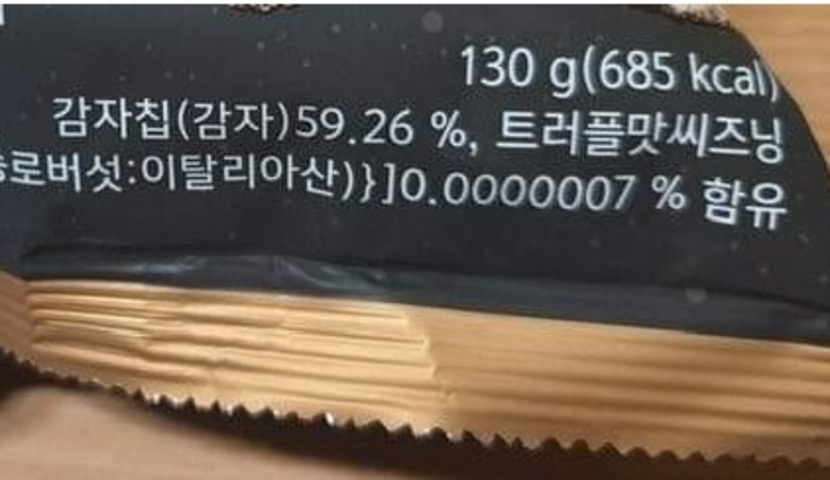 130 g(685 kcal)
감자칩(감자)59.26 %, 트러플맛씨즈닝
로버섯:이탈리아산)}]0.0000007 % 함유